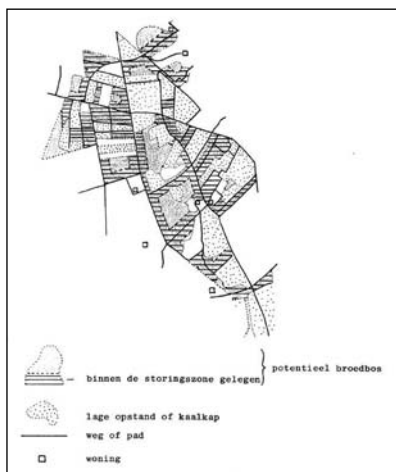 potentieel broedbos
binnen de storingszone gelegen
lage opstand of kaalkap
weg of pad
woning